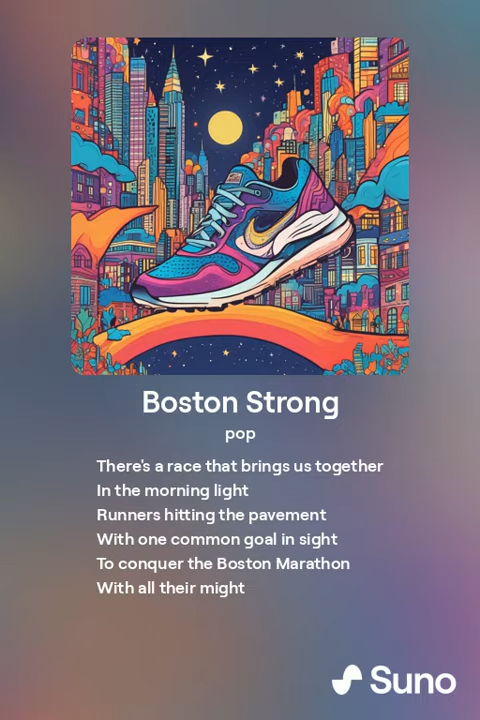 Boston Strong
pop
There's a race that brings us together
In the morning light
Runners hitting the pavement
With one common goal in sight
To conquer the Boston Marathon
With all their might
Suno